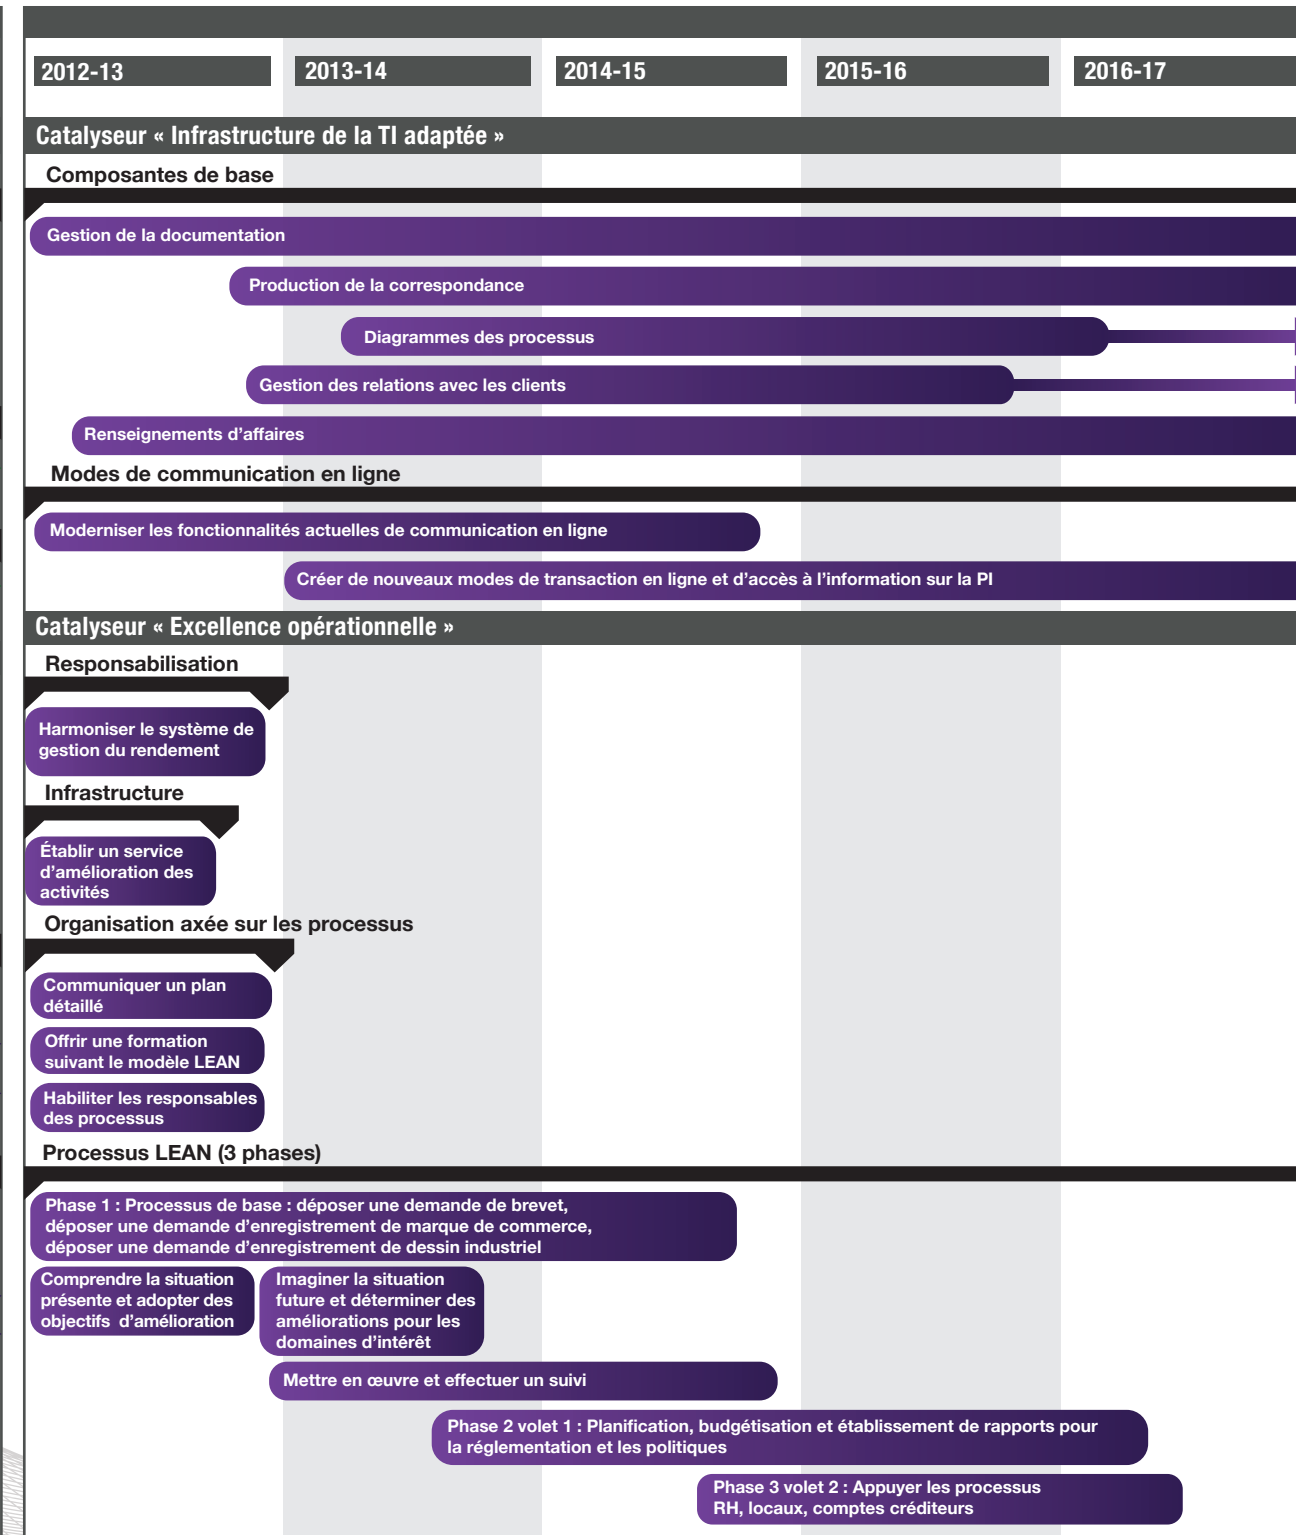 2012-13
2013-14
2014-15
2015-16
2016-17
Catalyseur « Infrastructure de la TI adaptée »
Composantes de base
Gestion de la documentation
Production de la correspondance
Diagrammes des processus
Gestion des relations avec les clients
Renseignements d’affaires
Modes de communication en ligne
Moderniser les fonctionnalités actuelles de communication en ligne
Créer de nouveaux modes de transaction en ligne et d’accès à l’information sur la PI
Catalyseur « Excellence opérationnelle »
Responsabilisation
Harmoniser le système de
gestion du rendement
Infrastructure
Établir un service
d’amélioration des
activités
Organisation axée sur les processus
Communiquer un plan
détaillé
Offrir une formation
suivant le modèle LEAN
Habiliter les responsables
des processus
Processus LEAN (3 phases)
Phase 1 : Processus de base : déposer une demande de brevet,
déposer une demande d’enregistrement de marque de commerce,
déposer une demande d’enregistrement de dessin industriel
Comprendre la situation
présente et adopter des
objectifs d’amélioration
Imaginer la situation
future et déterminer des
améliorations pour les
domaines d’intérêt
Mettre en œuvre et effectuer un suivi
Phase 2 volet 1 : Planification, budgétisation et établissement de rapports pour
la réglementation et les politiques
Phase 3 volet 2 : Appuyer les processus
RH, locaux, comptes créditeurs